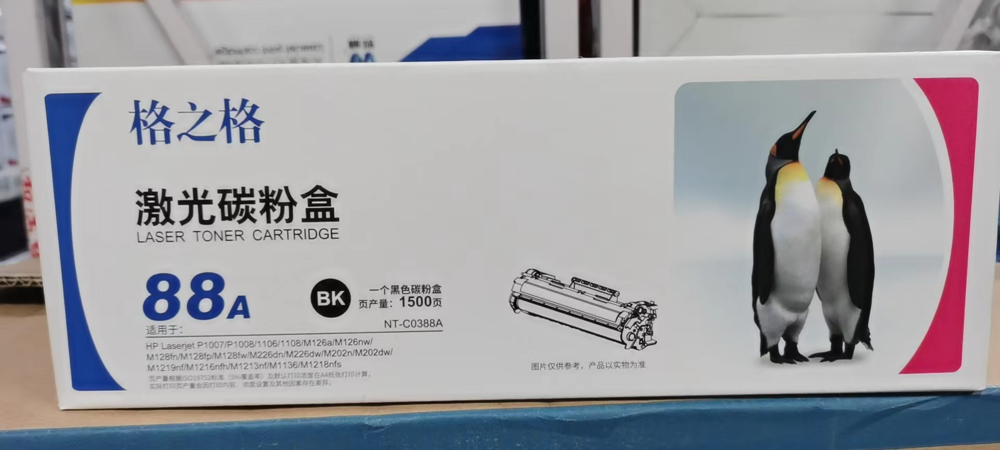 格之格
激光碳粉盒
LASER TONER CARTRIDGE
88A
BK
一个黑色碳粉盒
页产量：1500页
NT-C0388A
适用于：
HP Laserjet P1007/P1008/1106/1108/M126a/M126nw/
M128fn/M128fp/M128fw/M226dn/M226dw/M202n/M202dw/
M1219nf/M1216nfh/M1213nf/M1136/M1218nfs
页产量根据ISO19752标准（5%覆盖率）及默认打印浓度在A4纸张打印计算，
实际打印页产量会因打印内容、浓度设置及其他因素存在差异。
图片仅供参考，产品以实物为准